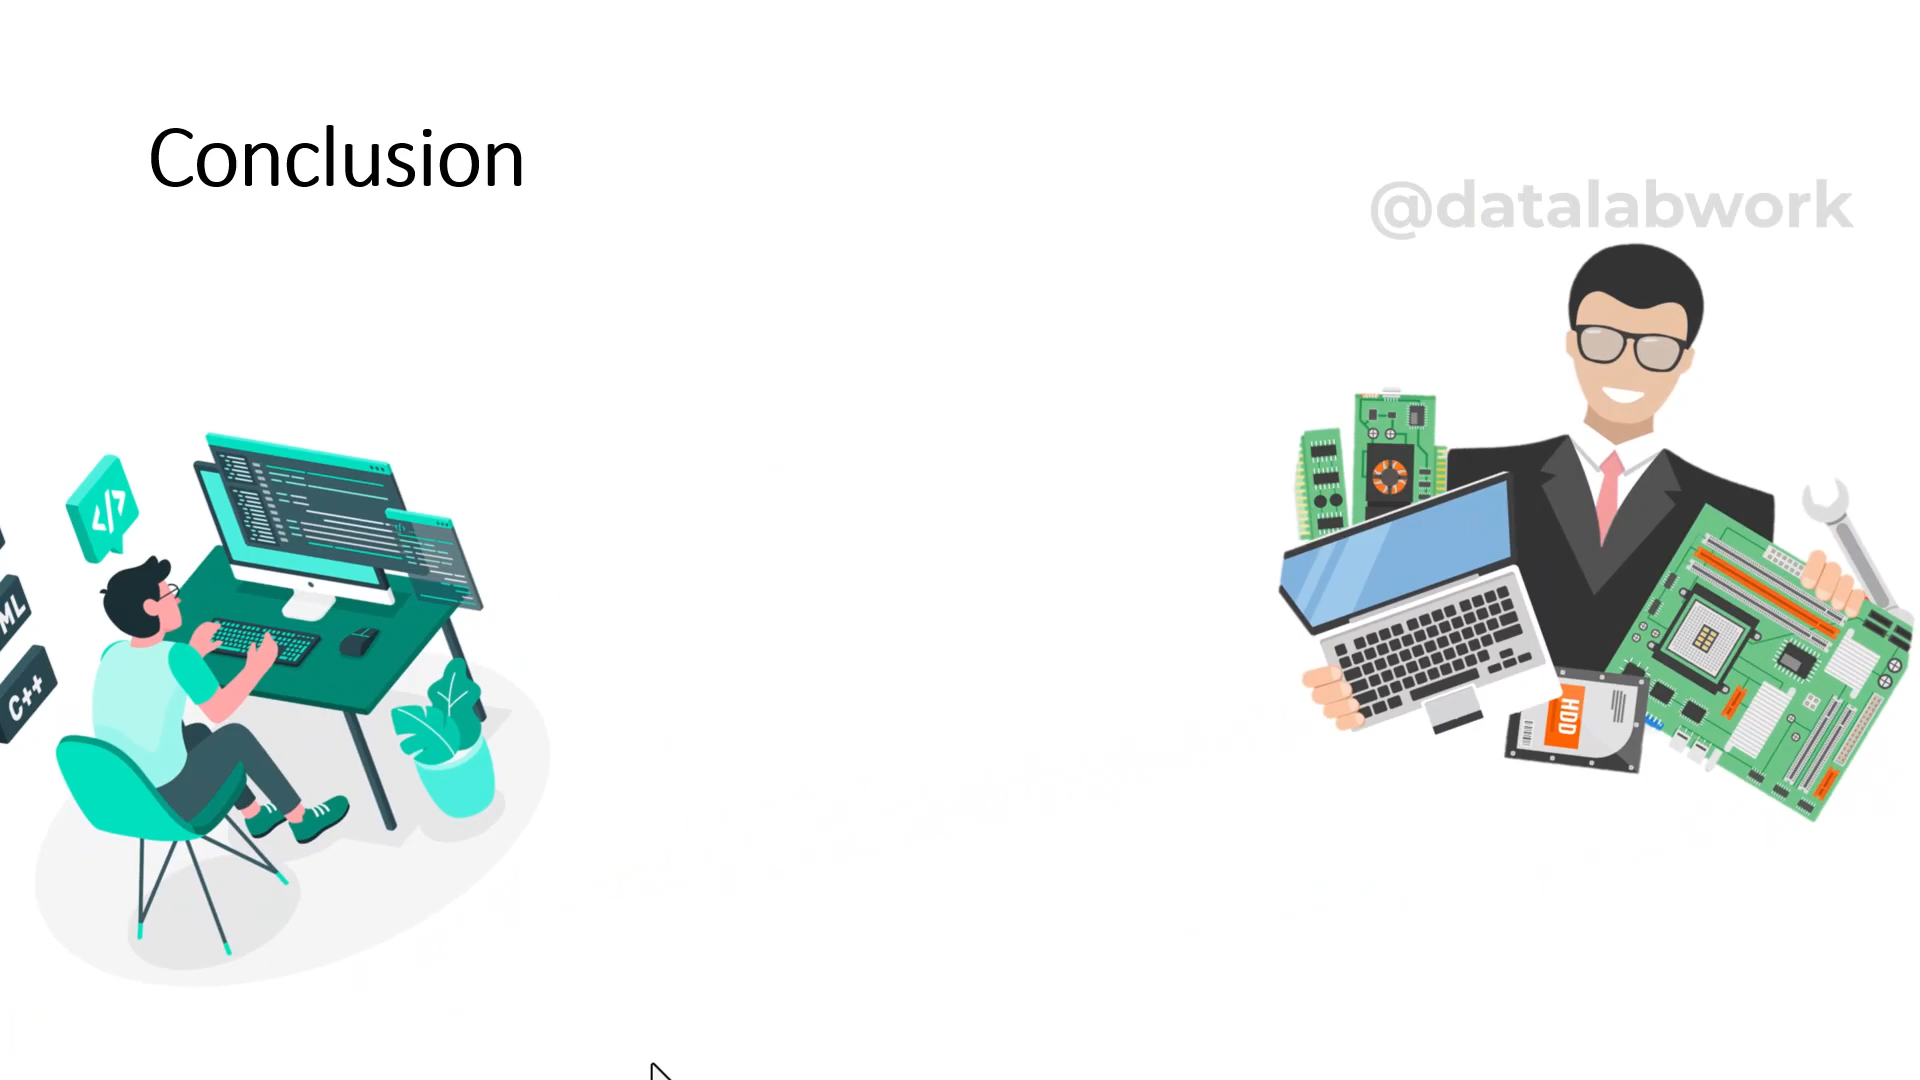 Conclusion
@datalabwork
</>
ML
C++
HDD